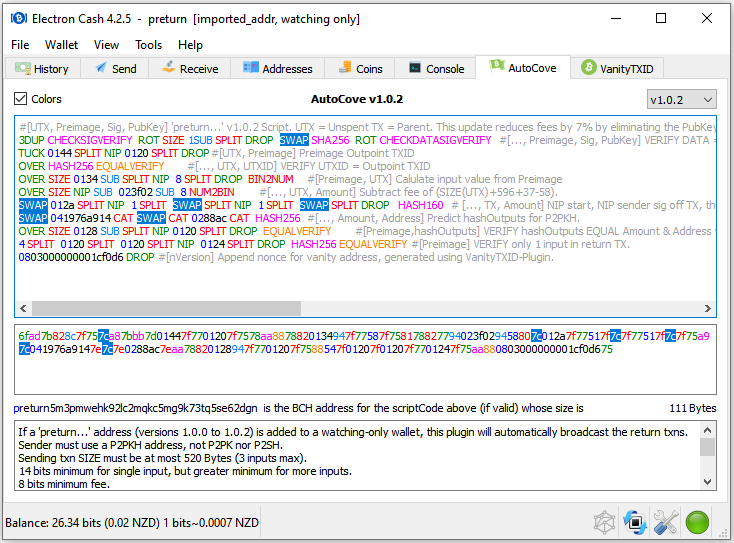 Electron Cash 4.2.5 - preturn [imported_addr, watching only]
File Wallet View Tools Help
History Send Receive Addresses Coins Console AutoCove VanityTXID
Colors AutoCove v1.0.2 v1.0.2
#[UTX, Preimage, Sig, PubKey] 'preturn...' v1.0.2 Script. UTX = Unspent TX = Parent. This update reduces fees by 7% by eliminating the PubKey
3DUP CHECKSIGVERIFY ROT SIZE 1SUB SPLIT DROP SWAP SHA256 ROT CHECKDATASIGVERIFY #[..., Preimage, Sig, PubKey] VERIFY DATA =
TUCK 0144 SPLIT NIP 0120 SPLIT DROP #[UTX, Preimage] Preimage Outpoint TXID
OVER HASH256 EQUALVERIFY #[..., UTX, UTXID] VERIFY UTXID = Outpoint TXID
OVER SIZE 0134 SUB SPLIT NIP 8 SPLIT DROP BIN2NUM #[Preimage, UTX] Calulate input value from Preimage
OVER SIZE NIP SUB 023f02 SUB 8 NUM2BIN #[..., UTX, Amount] Subtract fee of (SIZE(UTX)+596+37-58).
SWAP 012a SPLIT NIP 1 SPLIT SWAP SPLIT NIP 1 SPLIT SWAP SPLIT DROP HASH160 # [..., TX, Amount] NIP start, NIP sender sig off TX, th
SWAP 041976a914 CAT SWAP CAT 0288ac CAT HASH256 #[..., Amount, Address] Predict hashOutputs for P2PKH.
OVER SIZE 0128 SUB SPLIT NIP 0120 SPLIT DROP EQUALVERIFY #[Preimage,hashOutputs] VERIFY hashOutputs EQUAL Amount & Address
4 SPLIT 0120 SPLIT 0120 SPLIT NIP 0124 SPLIT DROP HASH256 EQUALVERIFY #[Preimage] VERIFY only 1 input in return TX.
0803000000001cf0d6 DROP #[nVersion] Append nonce for vanity address, generated using VanityTXID-Plugin.
6fad7b828c7f757ca87bbb7d01447f7701207f7578aa8878820134947f77587f758178827794023f029458807c012a7f77517f7c7f77517f7c7f75a9
7c041976a9147e7c7e0288ac7eaa78820128947f7701207f7588547f01207f01207f7701247f75aa880803000000001cf0d675
preturn5m3pmwehk92lc2mqkc5mg9k73tq5se62dgn is the BCH address for the scriptCode above (if valid) whose size is 111 Bytes
If a 'preturn...' address (versions 1.0.0 to 1.0.2) is added to a watching-only wallet, this plugin will automatically broadcast the return txns.
Sender must use a P2PKH address, not P2PK nor P2SH.
Sending txn SIZE must be at most 520 Bytes (3 inputs max).
14 bits minimum for single input, but greater minimum for more inputs.
8 bits minimum fee.
Balance: 26.34 bits (0.02 NZD) 1 bits~0.0007 NZD